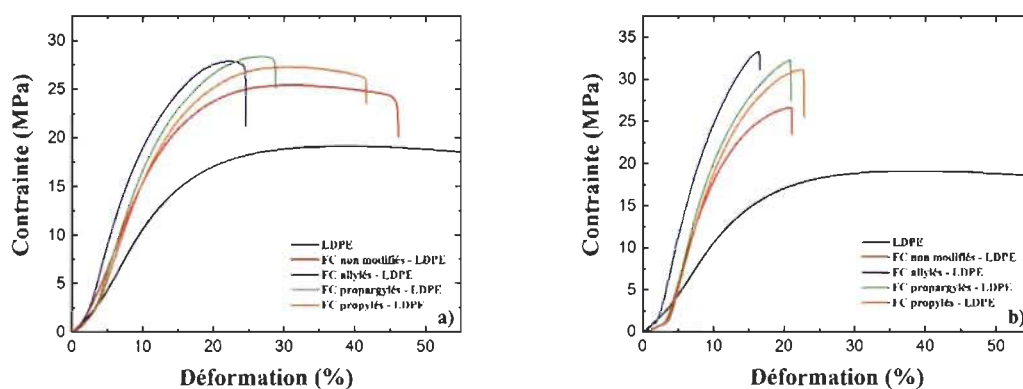 30
25
20
15
10
5
0
Contrainte (MPa)
LDPE
FC non modifiés - LDPE
FC allylés - LDPE
FC propargylés - LDPE
FC propylés - LDPE
a)
0 10 20 30 40 50
Déformation (%)
35
30
25
20
15
10
5
0
Contrainte (MPa)
LDPE
FC non modifiés - LDPE
FC allylés - LDPE
FC propargylés - LDPE
FC propylés - LDPE
b)
0 10 20 30 40 50
Déformation (%)